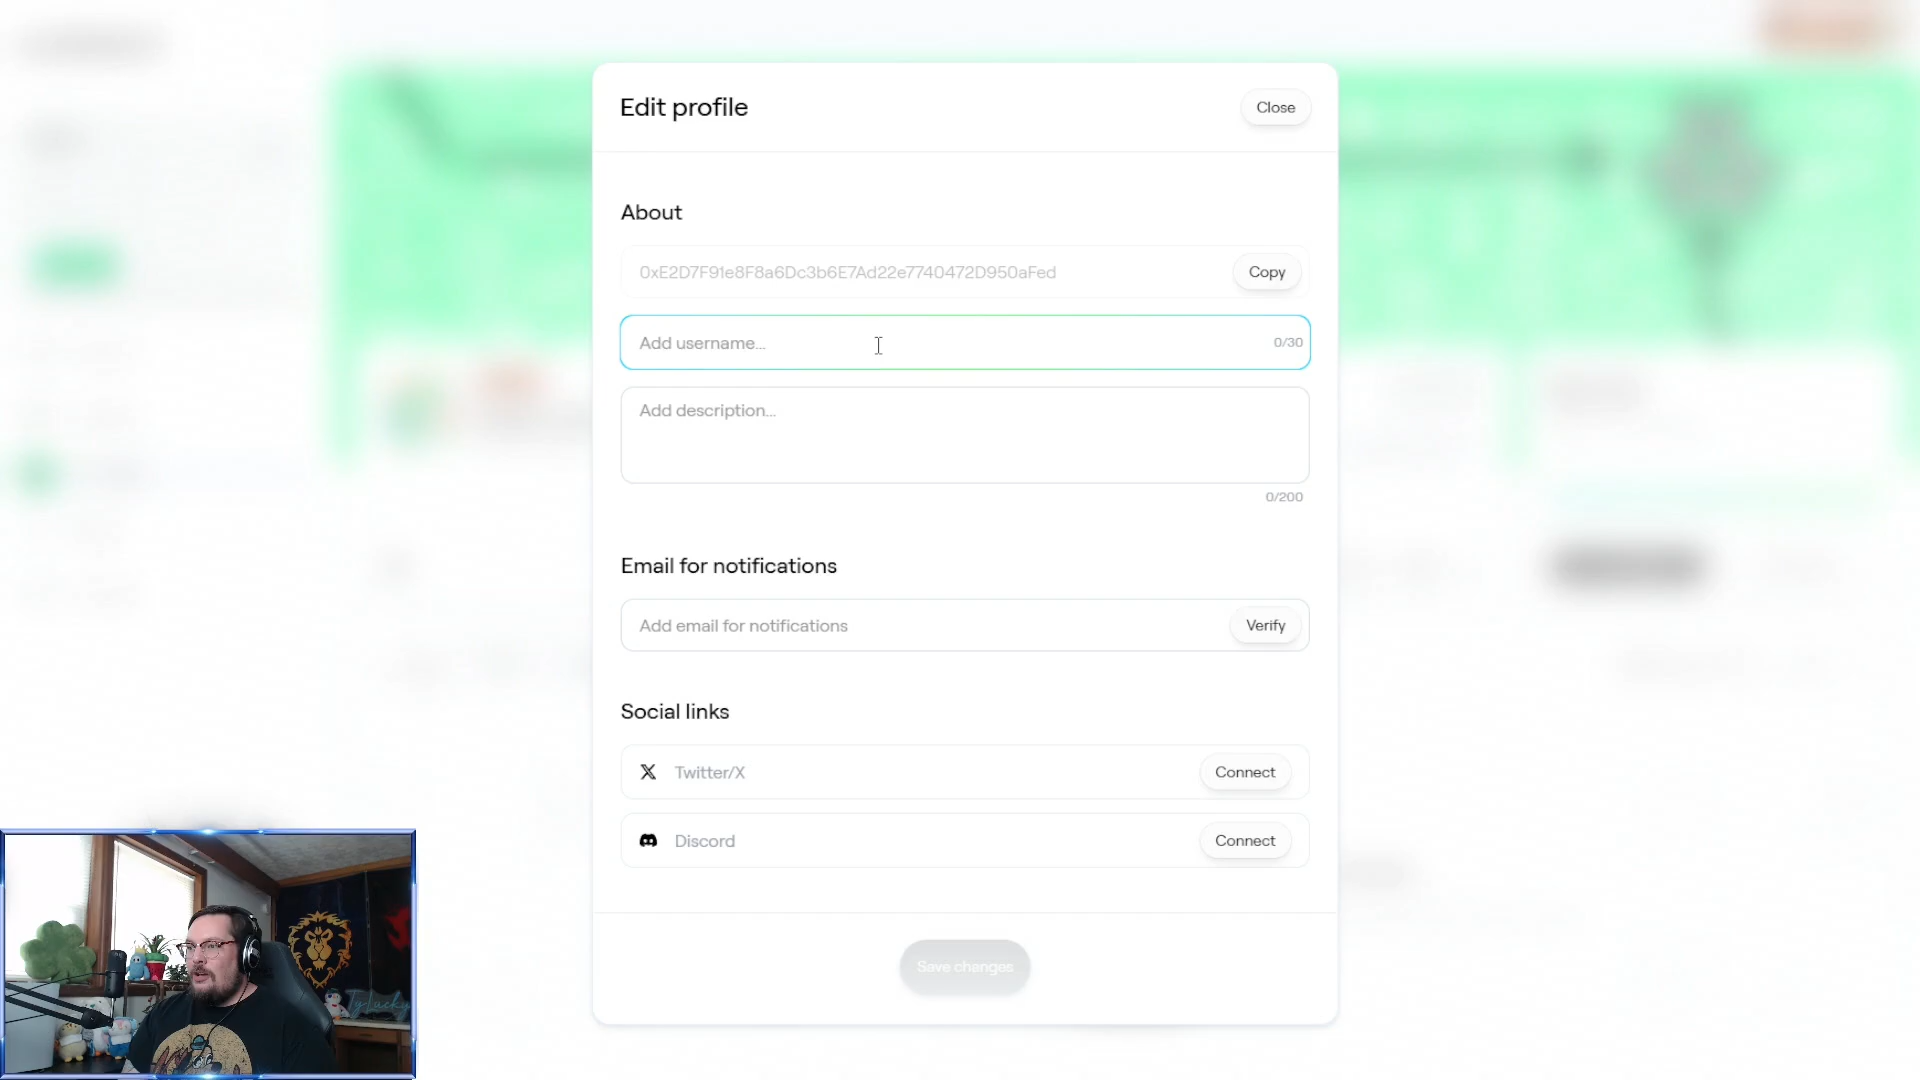 Edit profile
Close
About
0xE2D7F91e8F8a6Dc3b6E7Ad22e7740472D950aFed
Copy
Add username...
0/30
Add description...
0/200
Email for notifications
Add email for notifications
Verify
Social links
Twitter/X
Connect
Discord
Connect
Save changes
TyLucky